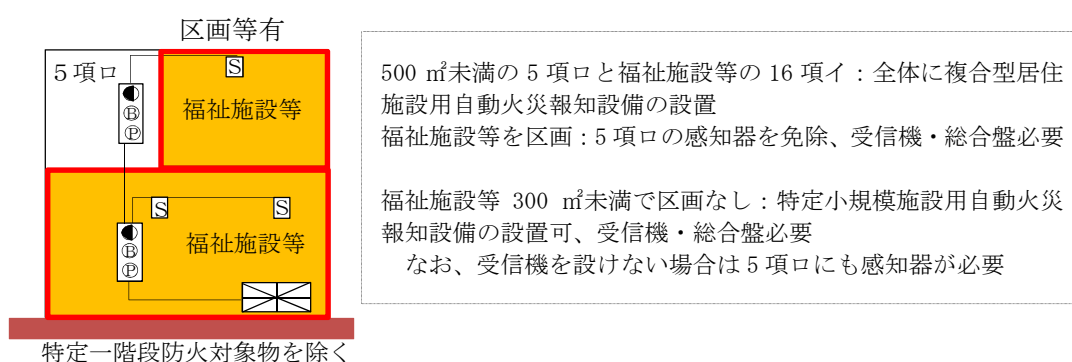 区画等有
5項ロ
S
福祉施設等
Ⓑ
Ⓟ
S
S
福祉施設等
Ⓑ
Ⓟ
特定一階段防火対象物を除く
500 ㎡未満の 5 項ロと福祉施設等の 16 項イ：全体に複合型居住
施設用自動火災報知設備の設置
福祉施設等を区画：5 項ロの感知器を免除、受信機・総合盤必要
福祉施設等 300 ㎡未満で区画なし：特定小規模施設用自動火災
報知設備の設置可、受信機・総合盤必要
なお、受信機を設けない場合は 5 項ロにも感知器が必要